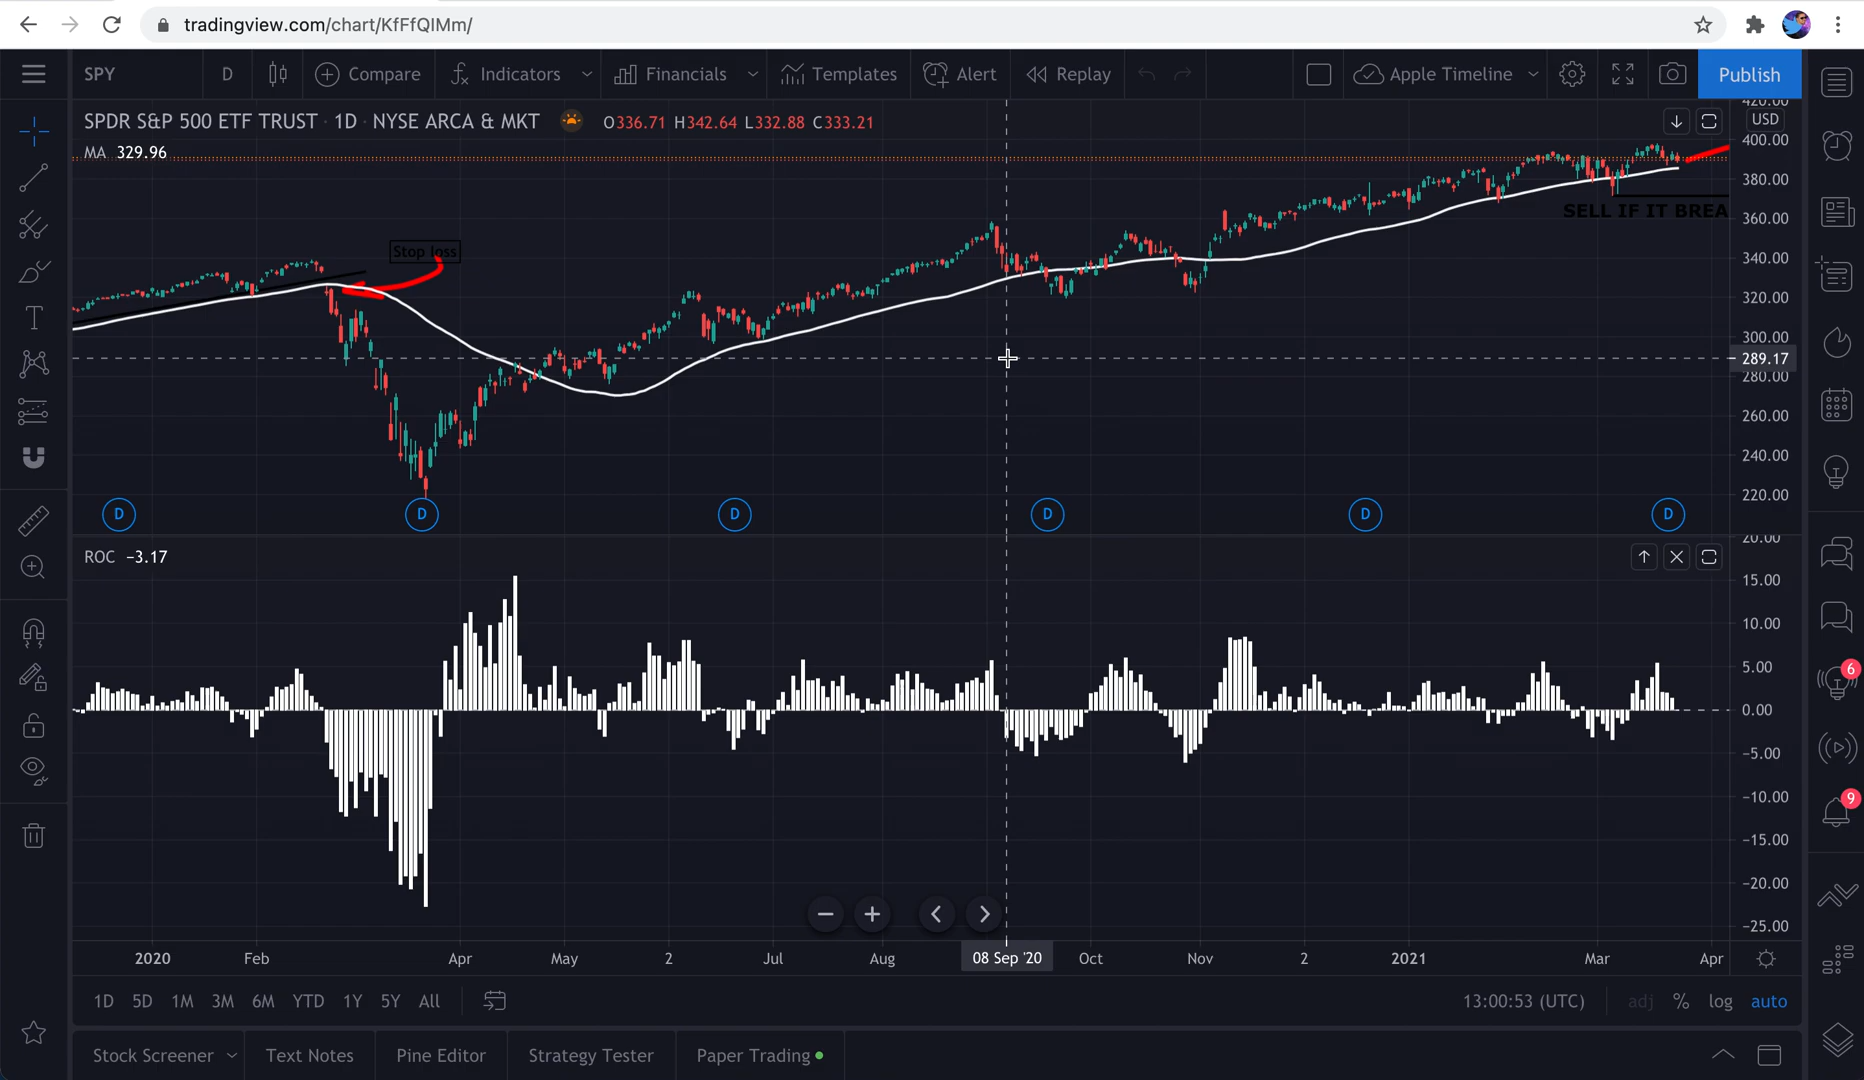 tradingview.com/chart/KfFfQIMm/
SPY D Compare Indicators Financials Templates Alert Replay Apple Timeline Publish
SPDR S&P 500 ETF TRUST · 1D · NYSE ARCA & MKT O336.71 H342.64 L332.88 C333.21
MA 329.96
USD
420.00
400.00
380.00
360.00
340.00
320.00
300.00
289.17
280.00
260.00
240.00
220.00
SELL IF IT BREA
Stop loss
D D D D D D
ROC −3.17
20.00
15.00
10.00
5.00
0.00
−5.00
−10.00
−15.00
−20.00
−25.00
6
9
2020 Feb Apr May 2 Jul Aug 08 Sep '20 Oct Nov 2 2021 Mar Apr
1D 5D 1M 3M 6M YTD 1Y 5Y All 13:00:53 (UTC) adj % log auto
Stock Screener Text Notes Pine Editor Strategy Tester Paper Trading